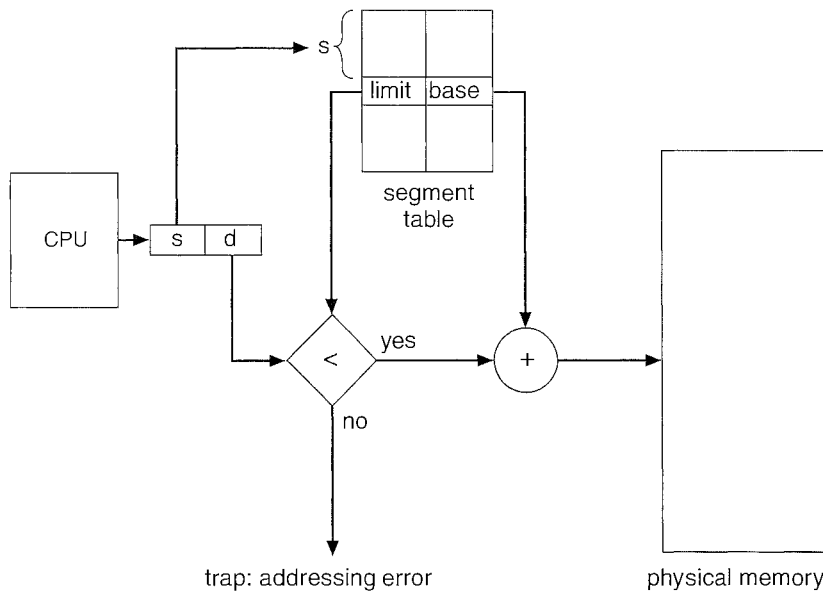 s
limit base
segment
table
CPU
s d
< yes +
no
trap: addressing error
physical memory